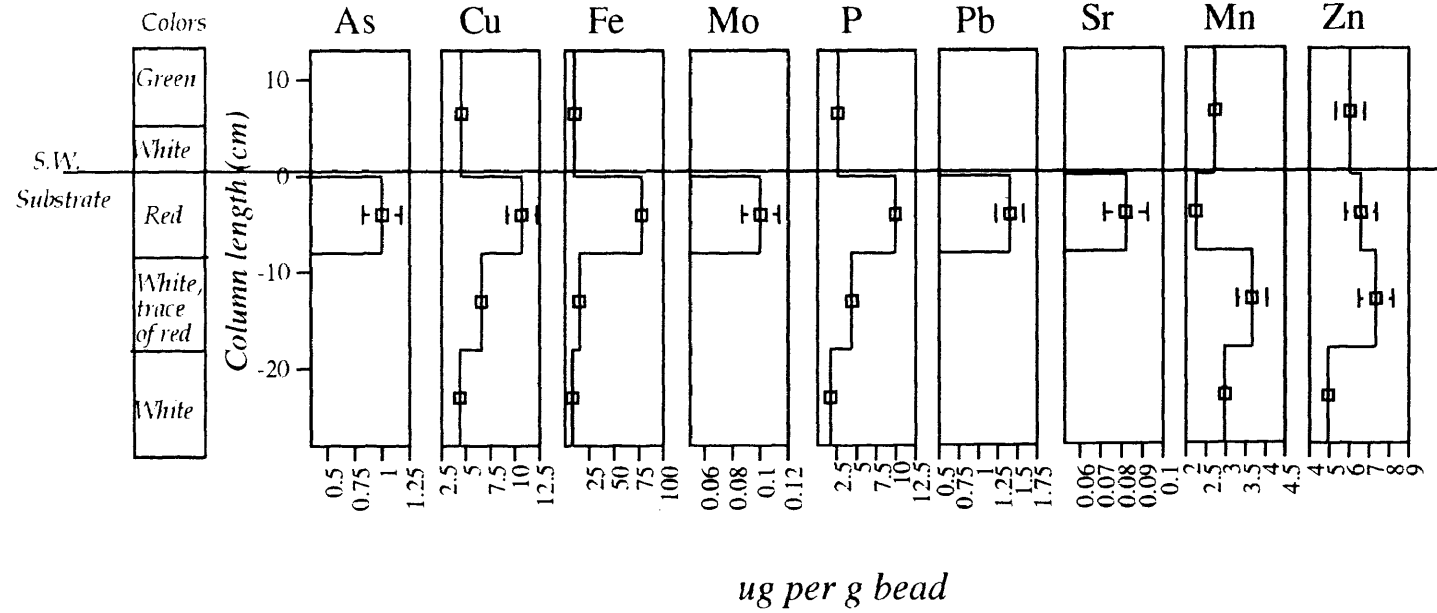 Colors As Cu Fe Mo P Pb Sr Mn Zn
Green
White
S.W.
Substrate
Red
White,
trace
of red
White
Column length (cm)
10
0
-10
-20
0.5 0.75 1 1.25
2.5 5 7.5 10 12.5
2.5 50 75 100
0.06 0.08 0.1 0.12
2.5 5 7.5 10 12.5
0.5 0.75 1 1.25 1.5 1.75
0.06 0.07 0.08 0.09 0.1
2 2.5 3 3.5 4 4.5
4 5 6 7 8 9
ug per g bead